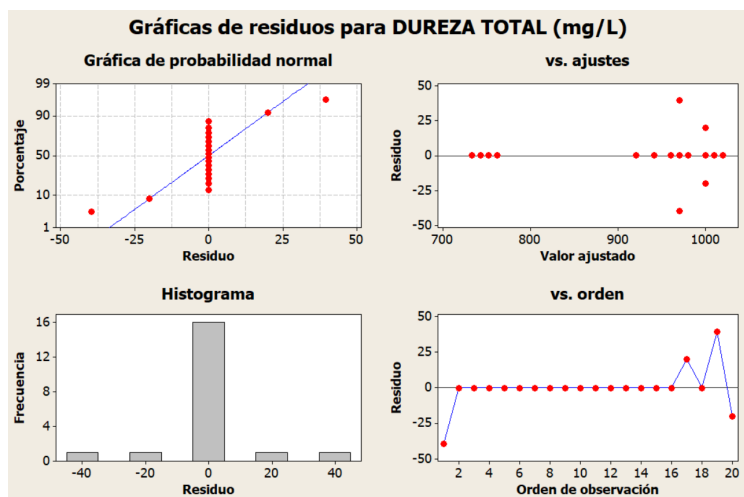 Gráficas de residuos para DUREZA TOTAL (mg/L)
Gráfica de probabilidad normal
99
90
50
10
1
Porcentaje
-50 -25 0 25 50
Residuo
vs. ajustes
50
25
0
-25
-50
Residuo
700 800 900 1000
Valor ajustado
Histograma
16
12
8
4
0
Frecuencia
-40 -20 0 20 40
Residuo
vs. orden
50
25
0
-25
-50
Residuo
2 4 6 8 10 12 14 16 18 20
Orden de observación